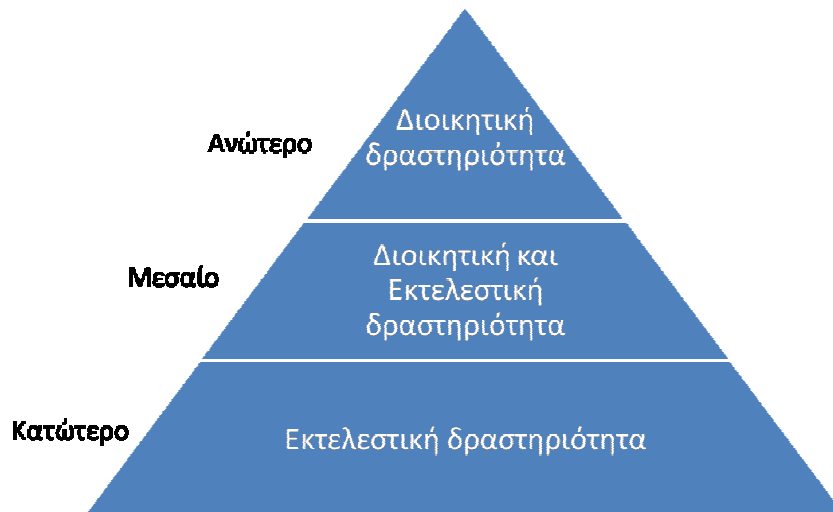 Ανώτερο
Διοικητική
δραστηριότητα
Μεσαίο
Διοικητική και
Εκτελεστική
δραστηριότητα
Κατώτερο
Εκτελεστική δραστηριότητα